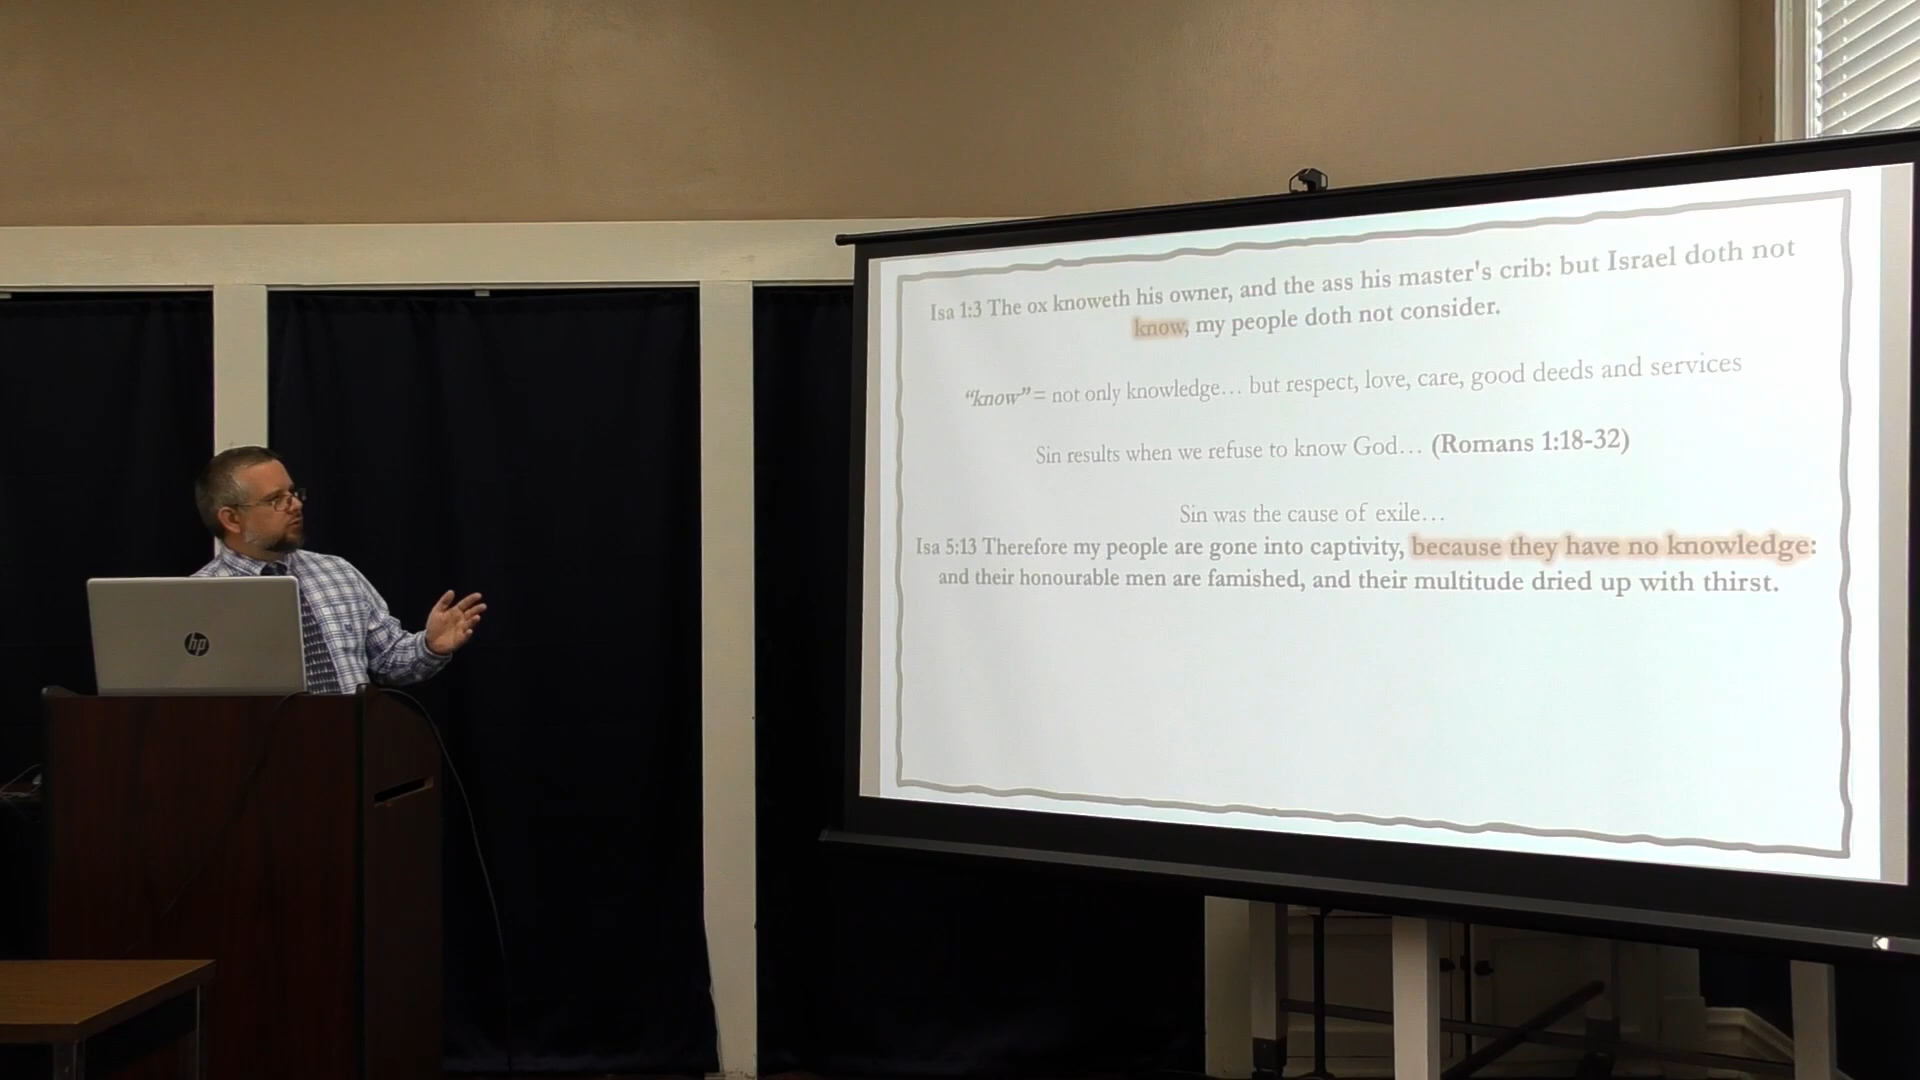 Isa 1:3 The ox knoweth his owner, and the ass his master's crib: but Israel doth not
know, my people doth not consider.
“know” = not only knowledge… but respect, love, care, good deeds and services
Sin results when we refuse to know God… (Romans 1:18-32)
Sin was the cause of exile…
Isa 5:13 Therefore my people are gone into captivity, because they have no knowledge:
and their honourable men are famished, and their multitude dried up with thirst.
hp